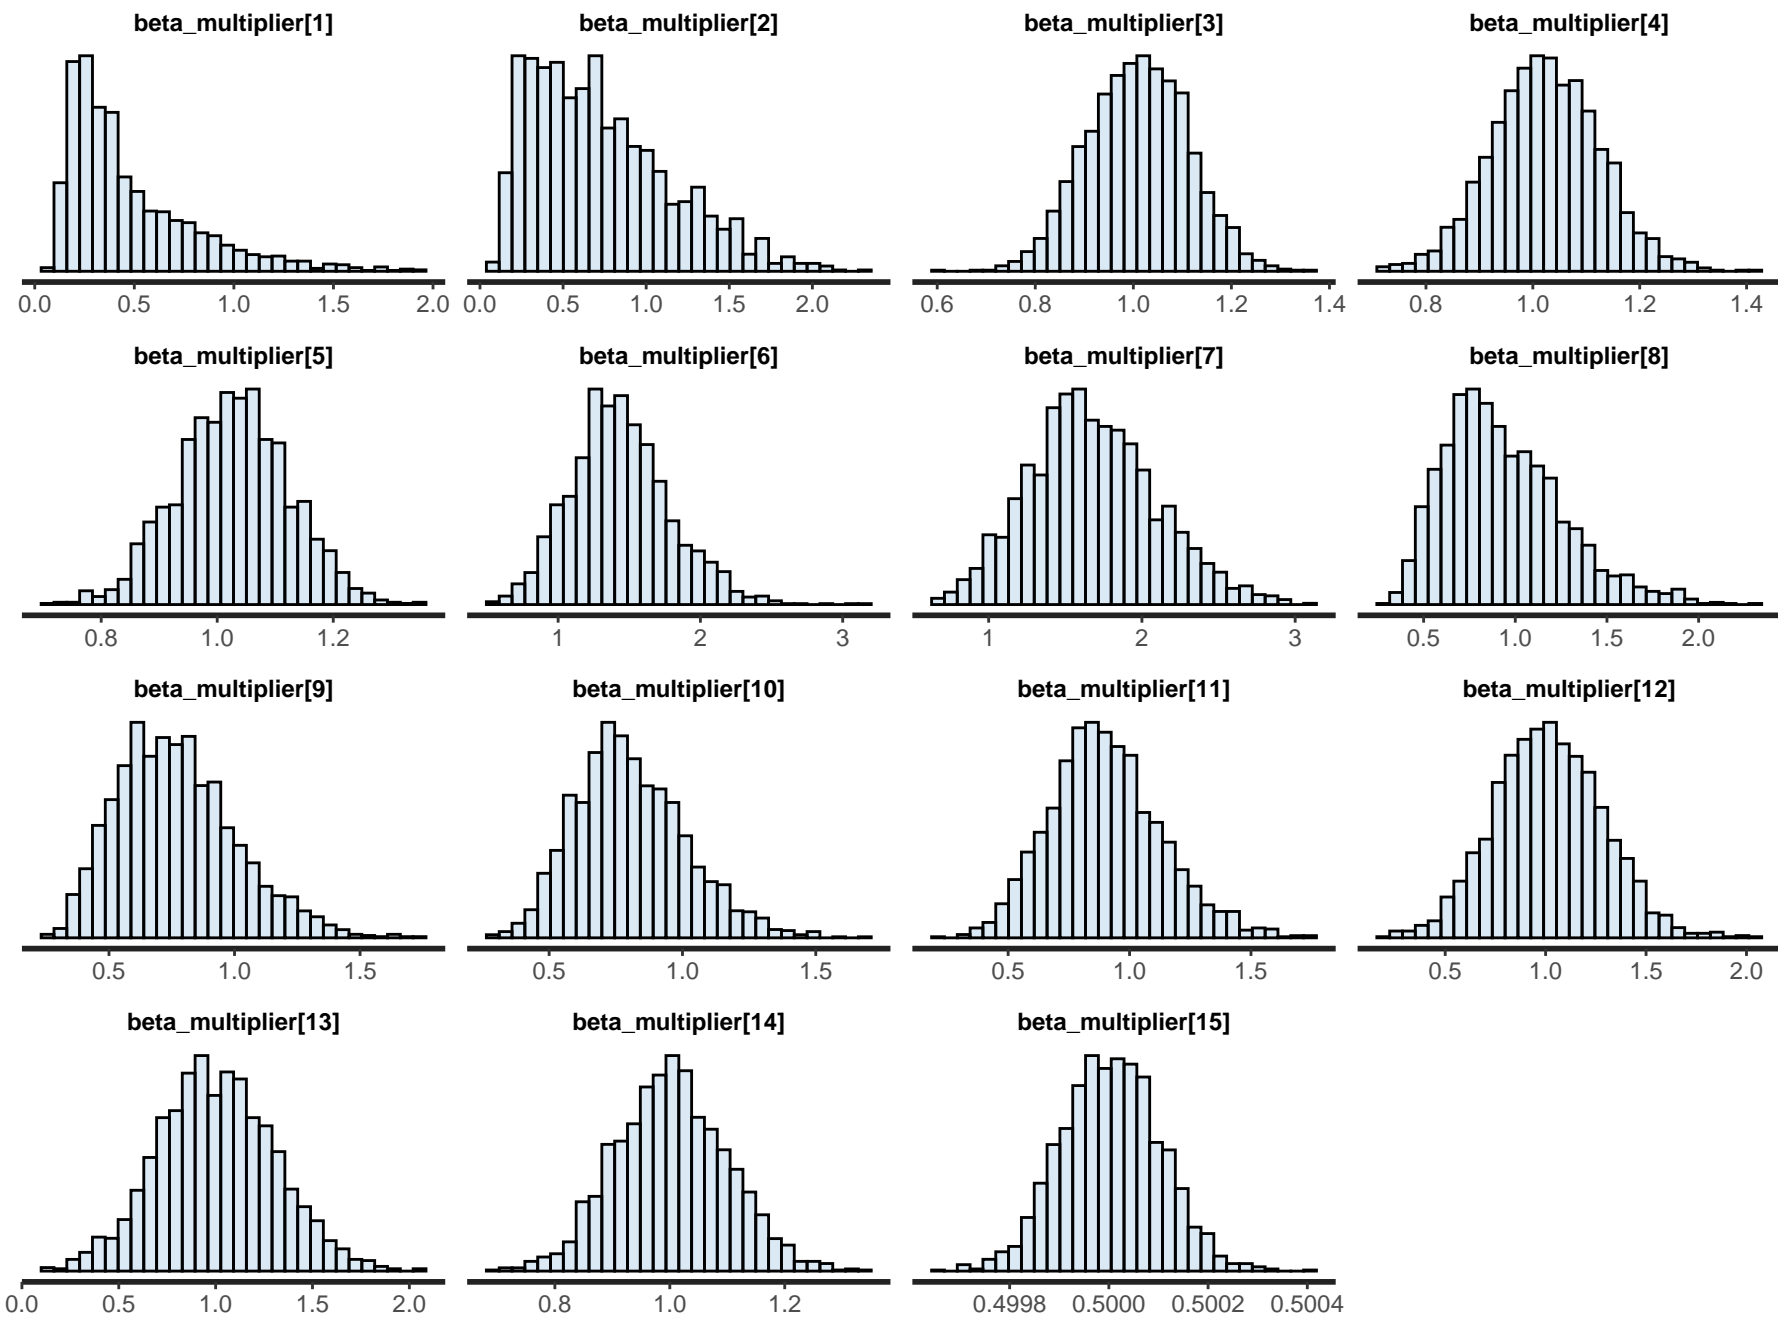 beta_multiplier[1] beta_multiplier[2] beta_multiplier[3] beta_multiplier[4]
0.0 0.5 1.0 1.5 2.0 0.0 0.5 1.0 1.5 2.0 0.6 0.8 1.0 1.2 1.4 0.8 1.0 1.2 1.4
beta_multiplier[5] beta_multiplier[6] beta_multiplier[7] beta_multiplier[8]
0.8 1.0 1.2 1 2 3 1 2 3 0.5 1.0 1.5 2.0
beta_multiplier[9] beta_multiplier[10] beta_multiplier[11] beta_multiplier[12]
0.5 1.0 1.5 0.5 1.0 1.5 0.5 1.0 1.5 0.5 1.0 1.5 2.0
beta_multiplier[13] beta_multiplier[14] beta_multiplier[15]
0.0 0.5 1.0 1.5 2.0 0.8 1.0 1.2 0.4998 0.5000 0.5002 0.5004